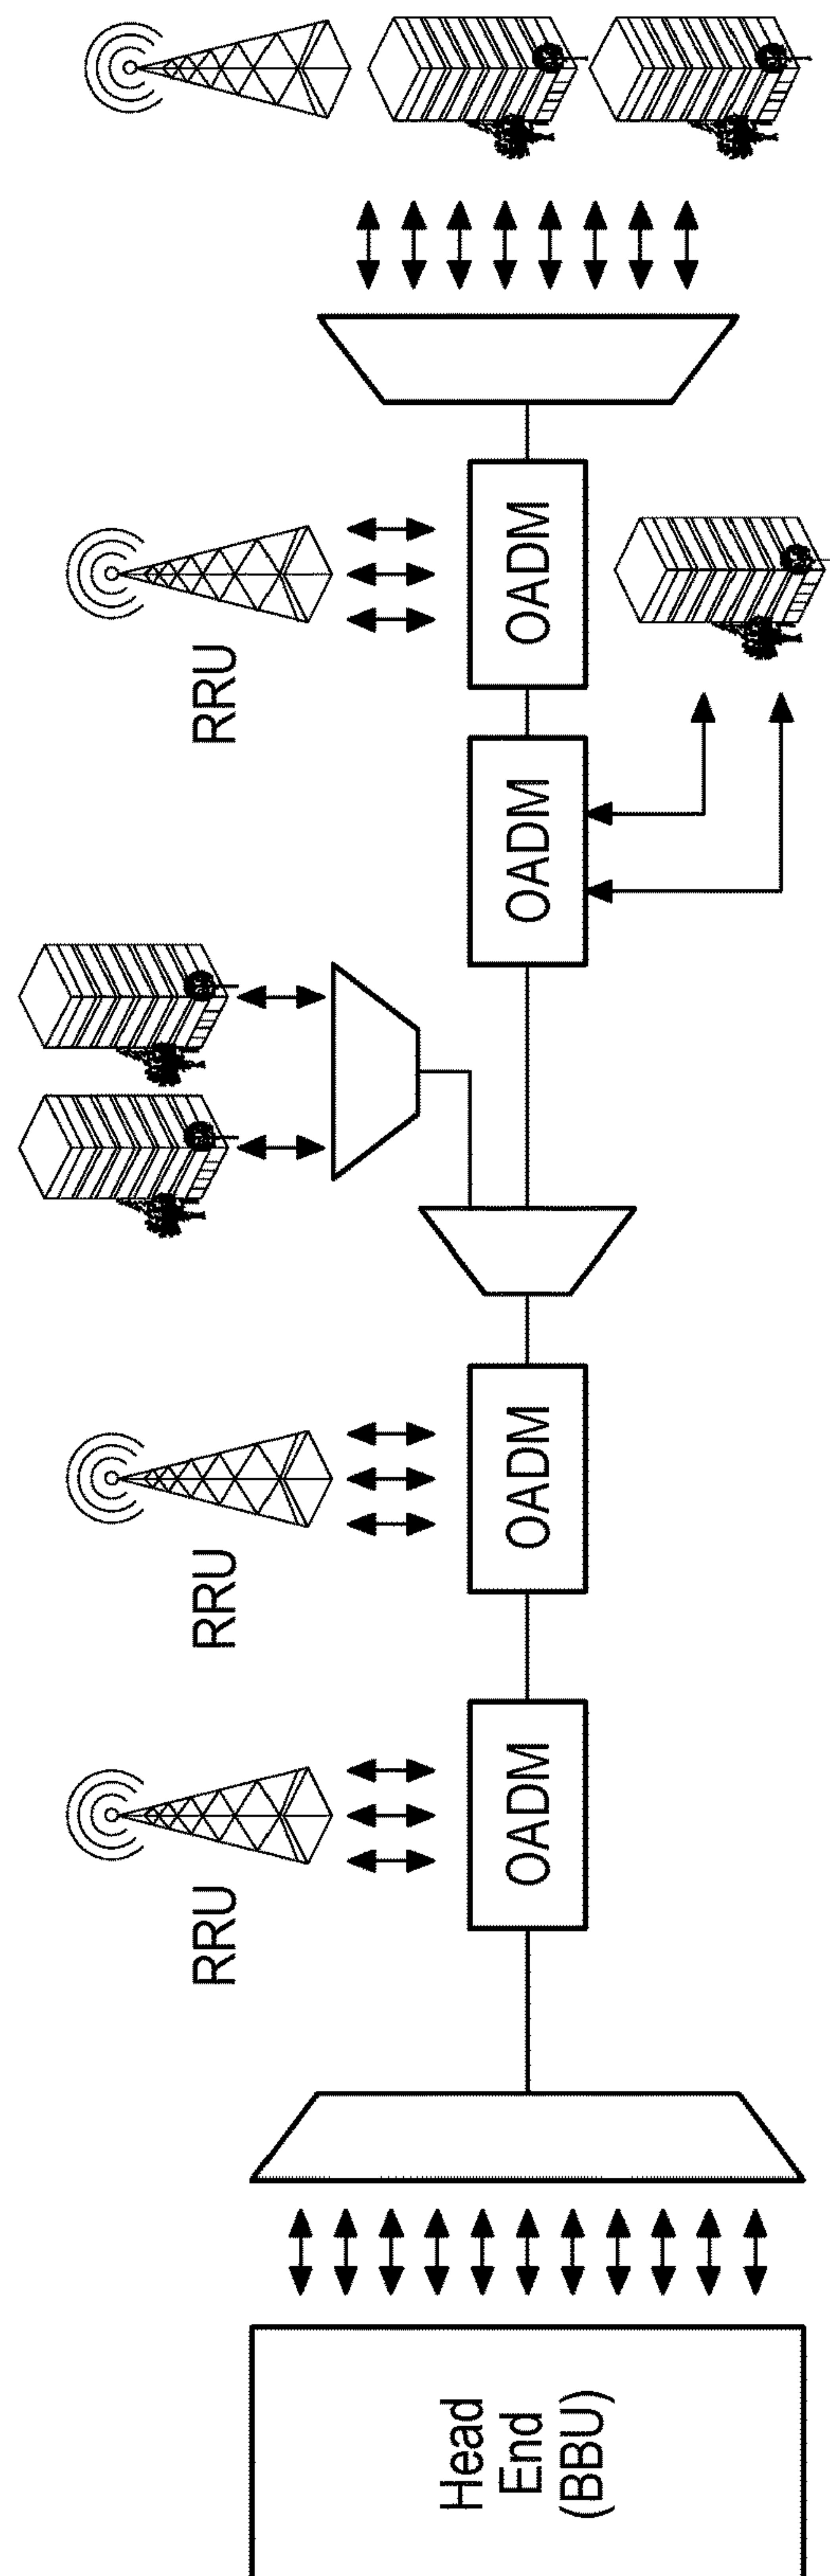 Head
End
(BBU)
RRU
OADM
RRU
OADM
OADM
RRU
OADM